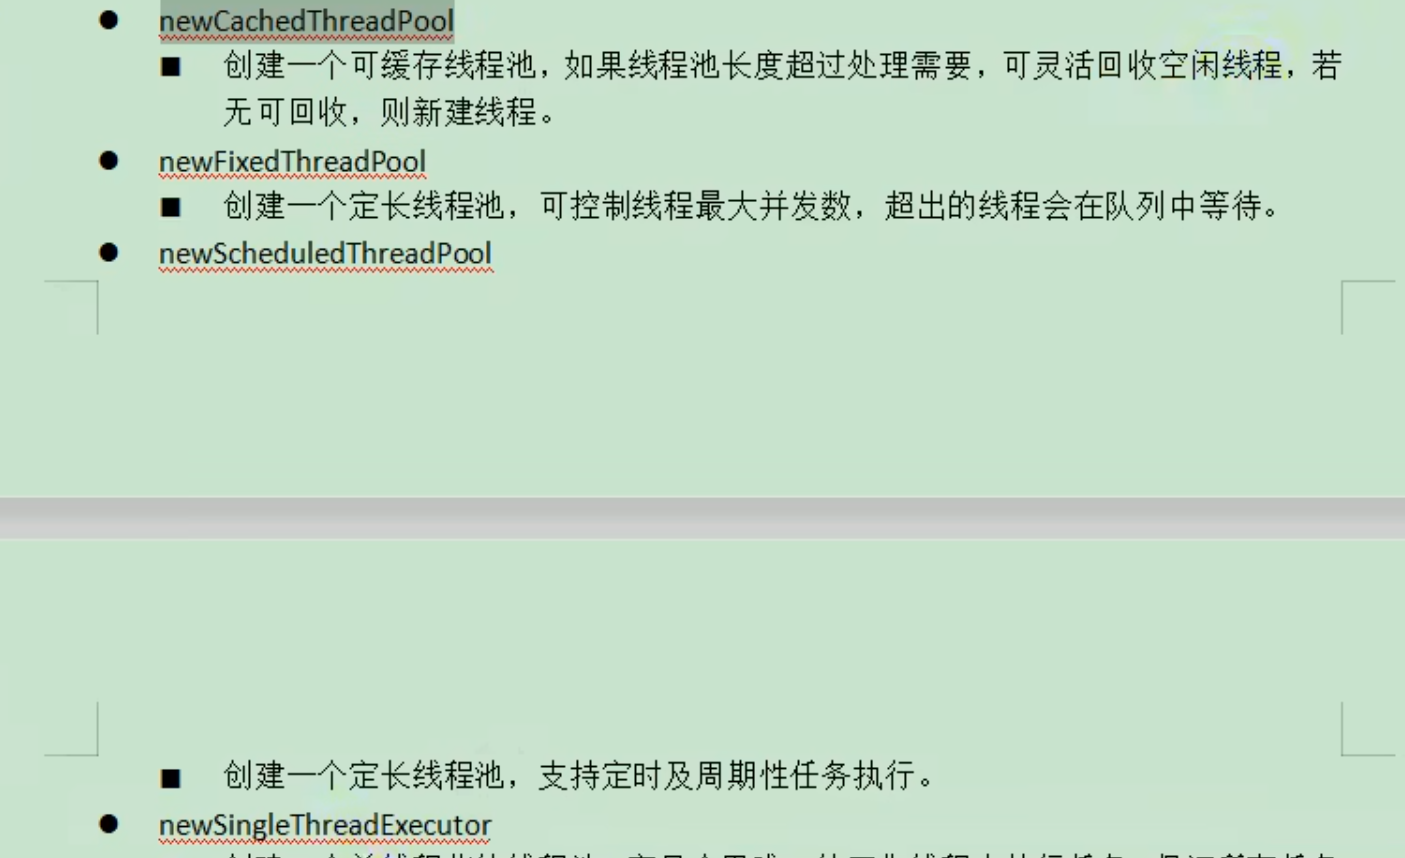 ● newCachedThreadPool
■ 创建一个可缓存线程池，如果线程池长度超过处理需要，可灵活回收空闲线程，若
无可回收，则新建线程。
● newFixedThreadPool
■ 创建一个定长线程池，可控制线程最大并发数，超出的线程会在队列中等待。
● newScheduledThreadPool
■ 创建一个定长线程池，支持定时及周期性任务执行。
● newSingleThreadExecutor